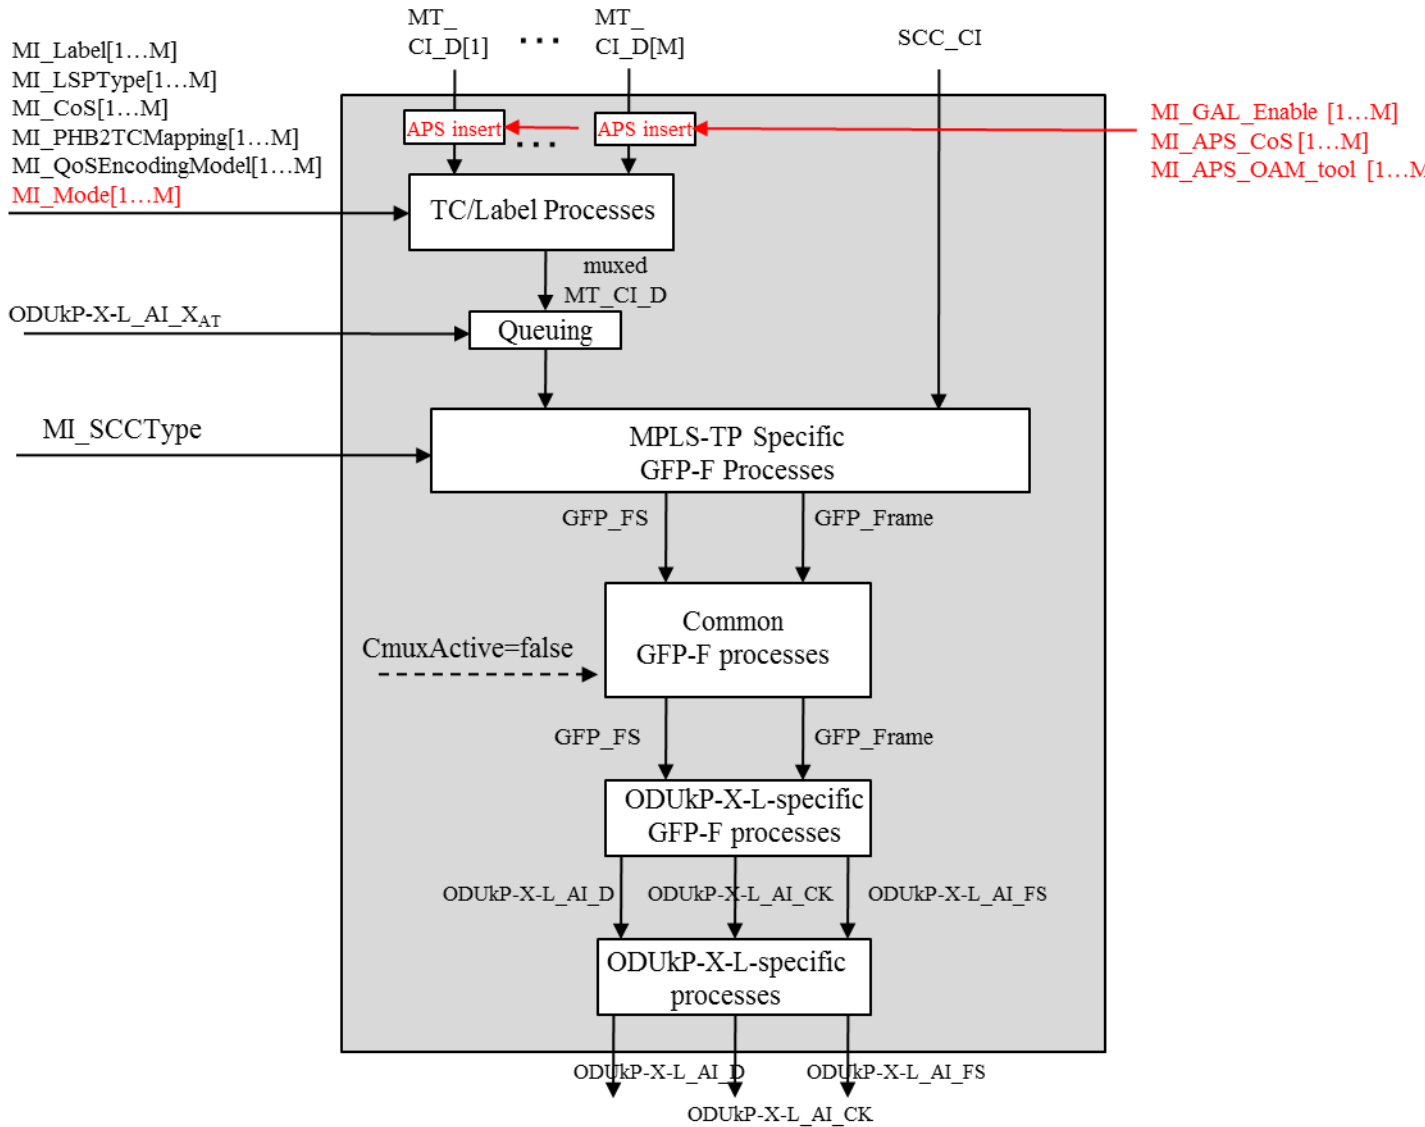 MT_
CI_D[1]
...
MT_
CI_D[M]
SCC_CI
MI_Label[1...M]
MI_LSPType[1...M]
MI_CoS[1...M]
MI_PHB2TCMapping[1...M]
MI_QoSEncodingModel[1...M]
MI_Mode[1...M]
APS insert
...
APS insert
MI_GAL_Enable [1...M]
MI_APS_CoS [1...M]
MI_APS_OAM_tool [1...M
TC/Label Processes
muxed
MT_CI_D
ODUkP-X-L_AI_XAT
Queuing
MI_SCCType
MPLS-TP Specific
GFP-F Processes
GFP_FS
GFP_Frame
Common
GFP-F processes
CmuxActive=false
GFP_FS
GFP_Frame
ODUkP-X-L-specific
GFP-F processes
ODUkP-X-L_AI_D
ODUkP-X-L_AI_CK
ODUkP-X-L_AI_FS
ODUkP-X-L-specific
processes
ODUkP-X-L_AI_D
ODUkP-X-L_AI_FS
ODUkP-X-L_AI_CK